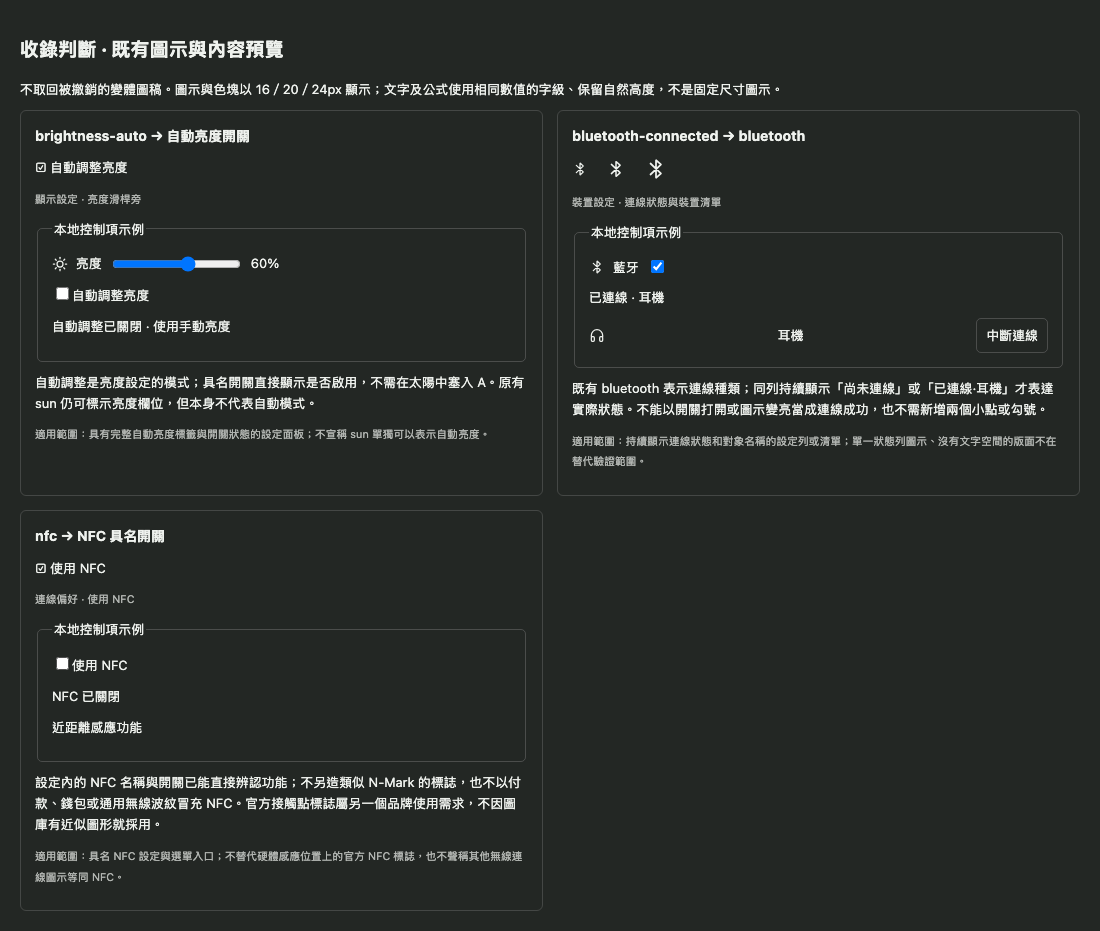 收錄判斷 · 既有圖示與內容預覽
不取回被撤銷的變體圖稿。圖示與色塊以 16 / 20 / 24px 顯示；文字及公式使用相同數值的字級、保留自然高度，不是固定尺寸圖示。
brightness-auto → 自動亮度開關
自動調整亮度
顯示設定 · 亮度滑桿旁
本地控制項示例
亮度 60%
自動調整亮度
自動調整已關閉 · 使用手動亮度
自動調整是亮度設定的模式；具名開關直接顯示是否啟用，不需在太陽中塞入 A。原有
sun 仍可標示亮度欄位，但本身不代表自動模式。
適用範圍：具有完整自動亮度標籤與開關狀態的設定面板；不宣稱 sun 單獨可以表示自動亮度。
bluetooth-connected → bluetooth
裝置設定 · 連線狀態與裝置清單
本地控制項示例
藍牙
已連線 · 耳機
耳機 中斷連線
既有 bluetooth 表示連線種類；同列持續顯示「尚未連線」或「已連線·耳機」才表達
實際狀態。不能以開關打開或圖示變亮當成連線成功，也不需新增兩個小點或勾號。
適用範圍：持續顯示連線狀態和對象名稱的設定列或清單；單一狀態列圖示、沒有文字空間的版面不在
替代驗證範圍。
nfc → NFC 具名開關
使用 NFC
連線偏好 · 使用 NFC
本地控制項示例
使用 NFC
NFC 已關閉
近距離感應功能
設定內的 NFC 名稱與開關已能直接辨認功能；不另造類似 N-Mark 的標誌，也不以付
款、錢包或通用無線波紋冒充 NFC。官方接觸點標誌屬另一個品牌使用需求，不因圖
庫有近似圖形就採用。
適用範圍：具名 NFC 設定與選單入口；不替代硬體感應位置上的官方 NFC 標誌，也不聲稱其他無線連
線圖示等同 NFC。